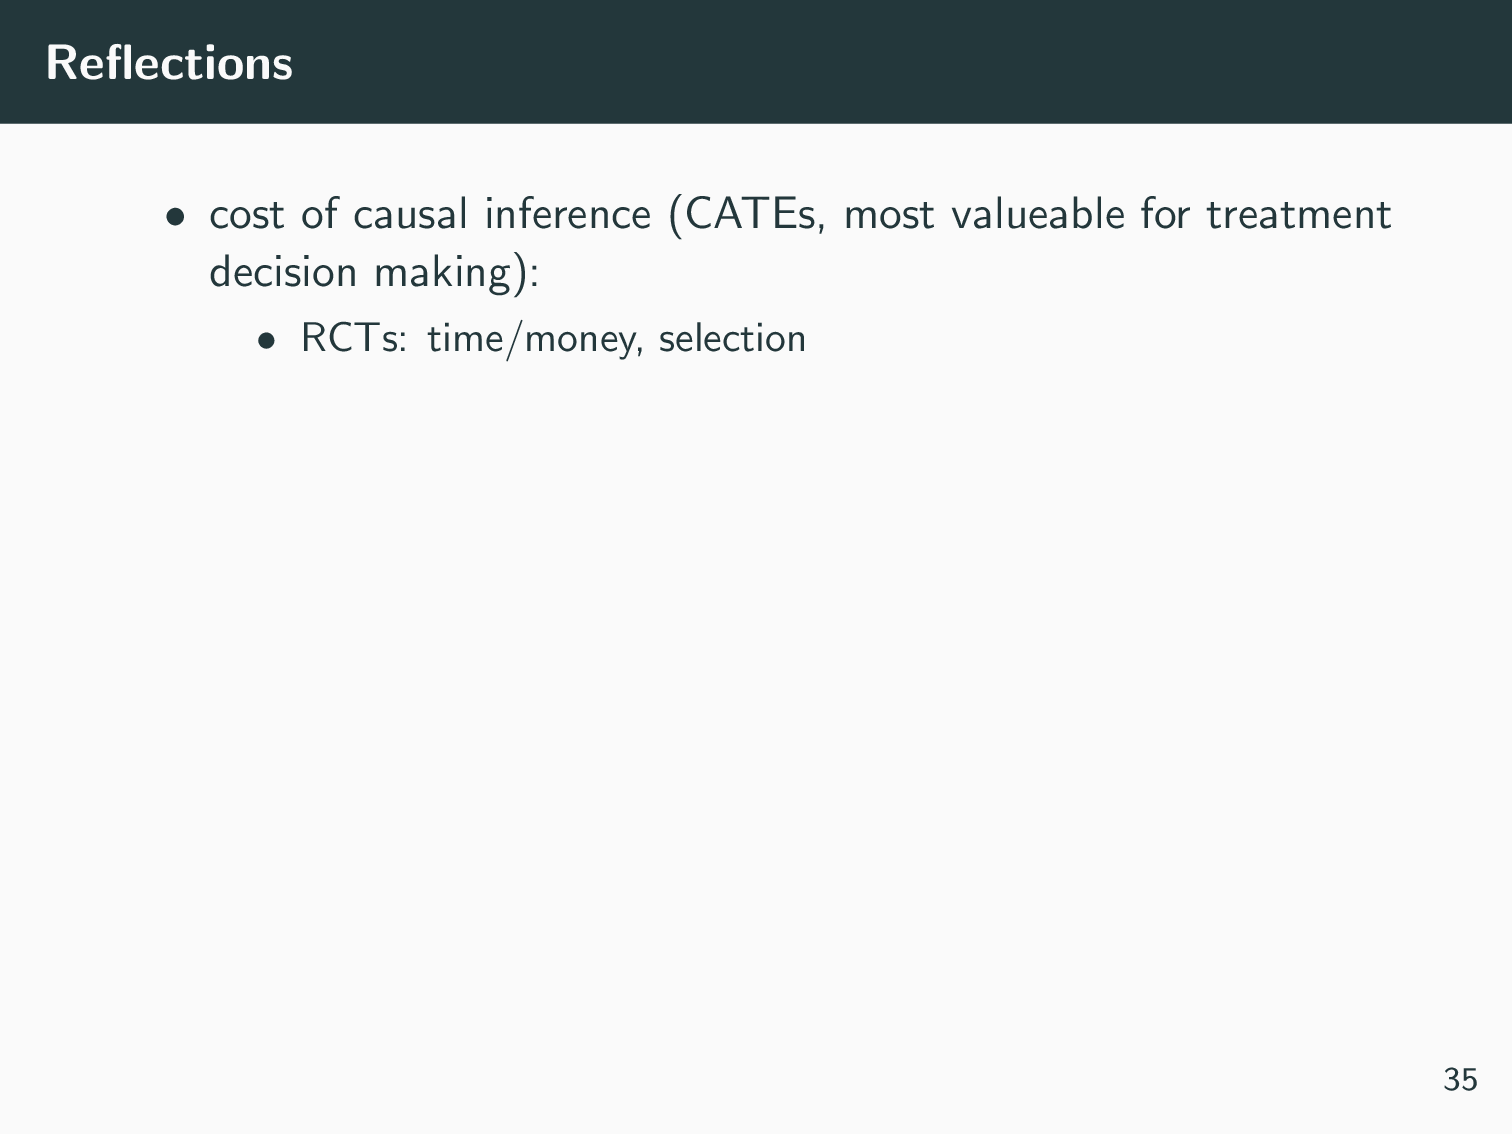 Reflections
• cost of causal inference (CATEs, most valueable for treatment
decision making):
• RCTs: time/money, selection
35